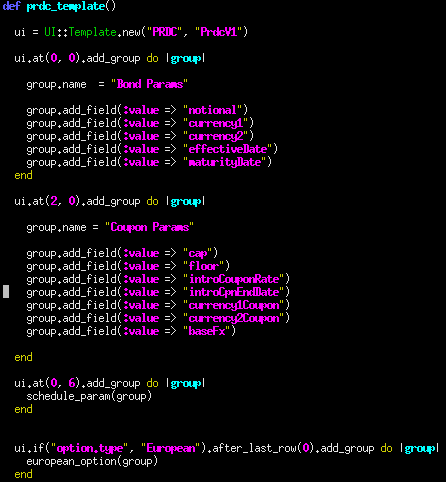 def prdc_template()
ui = UI::Template.new("PRDC", "PrdcV1")
ui.at(0, 0).add_group do |group|
group.name  = "Bond Params"
group.add_field(:value => "notional")
group.add_field(:value => "currency1")
group.add_field(:value => "currency2")
group.add_field(:value => "effectiveDate")
group.add_field(:value => "maturityDate")
end
ui.at(2, 0).add_group do |group|
group.name = "Coupon Params"
group.add_field(:value => "cap")
group.add_field(:value => "floor")
group.add_field(:value => "introCouponRate")
group.add_field(:value => "introCpnEndDate")
group.add_field(:value => "currency1Coupon")
group.add_field(:value => "currency2Coupon")
group.add_field(:value => "baseFx")
end
ui.at(0, 6).add_group do |group|
schedule_param(group)
end
ui.if("option.type", "European").after_last_row(0).add_group do |group|
european_option(group)
end